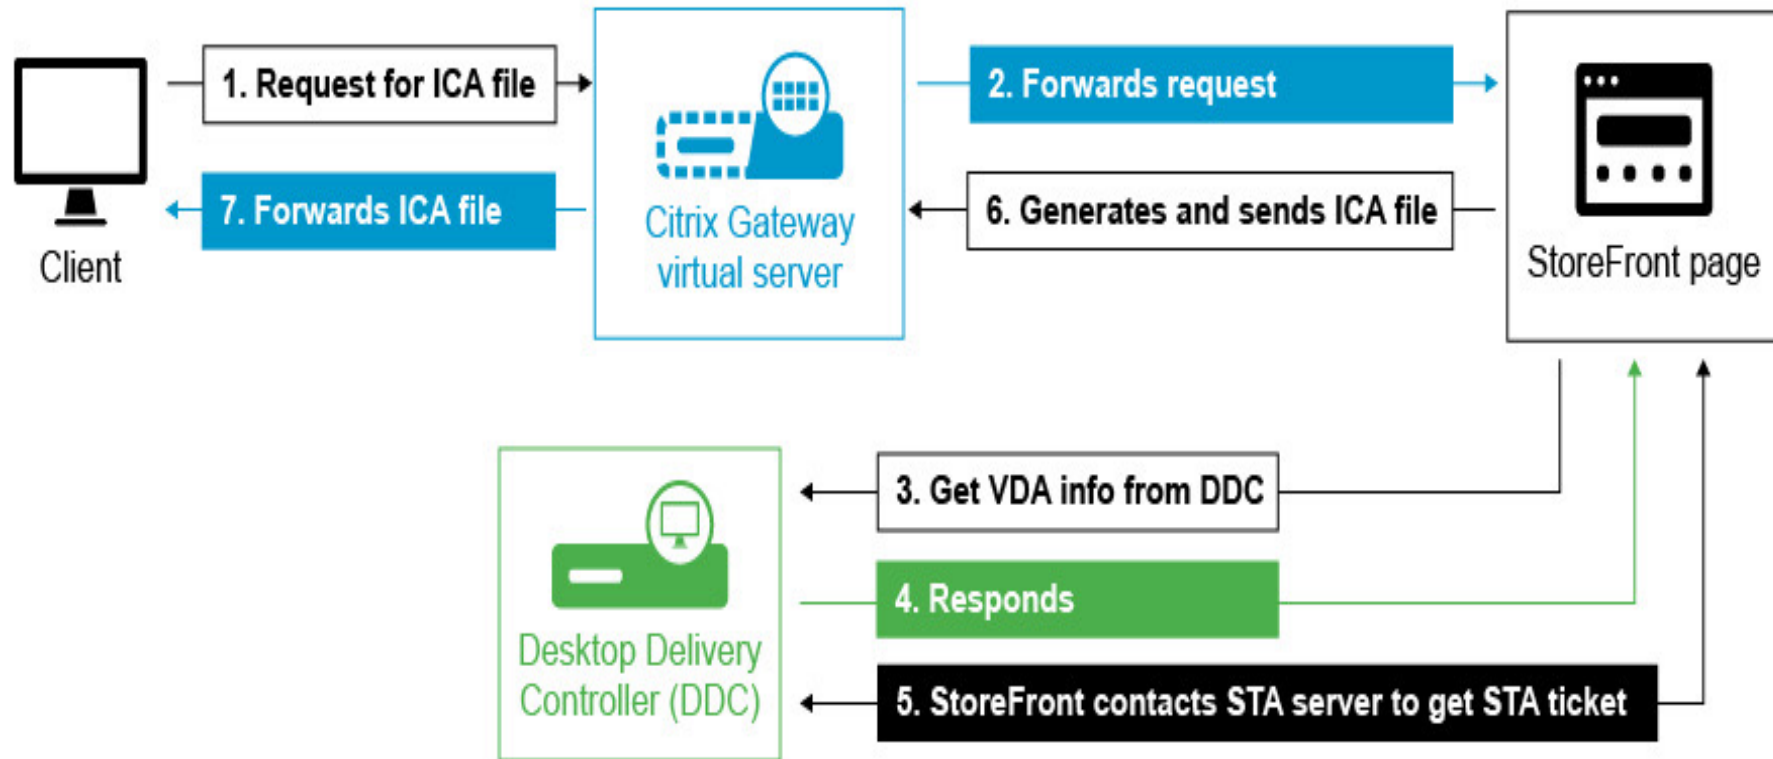 1. Request for ICA file
2. Forwards request
7. Forwards ICA file
6. Generates and sends ICA file
Client
Citrix Gateway
virtual server
StoreFront page
3. Get VDA info from DDC
4. Responds
Desktop Delivery
Controller (DDC)
5. StoreFront contacts STA server to get STA ticket